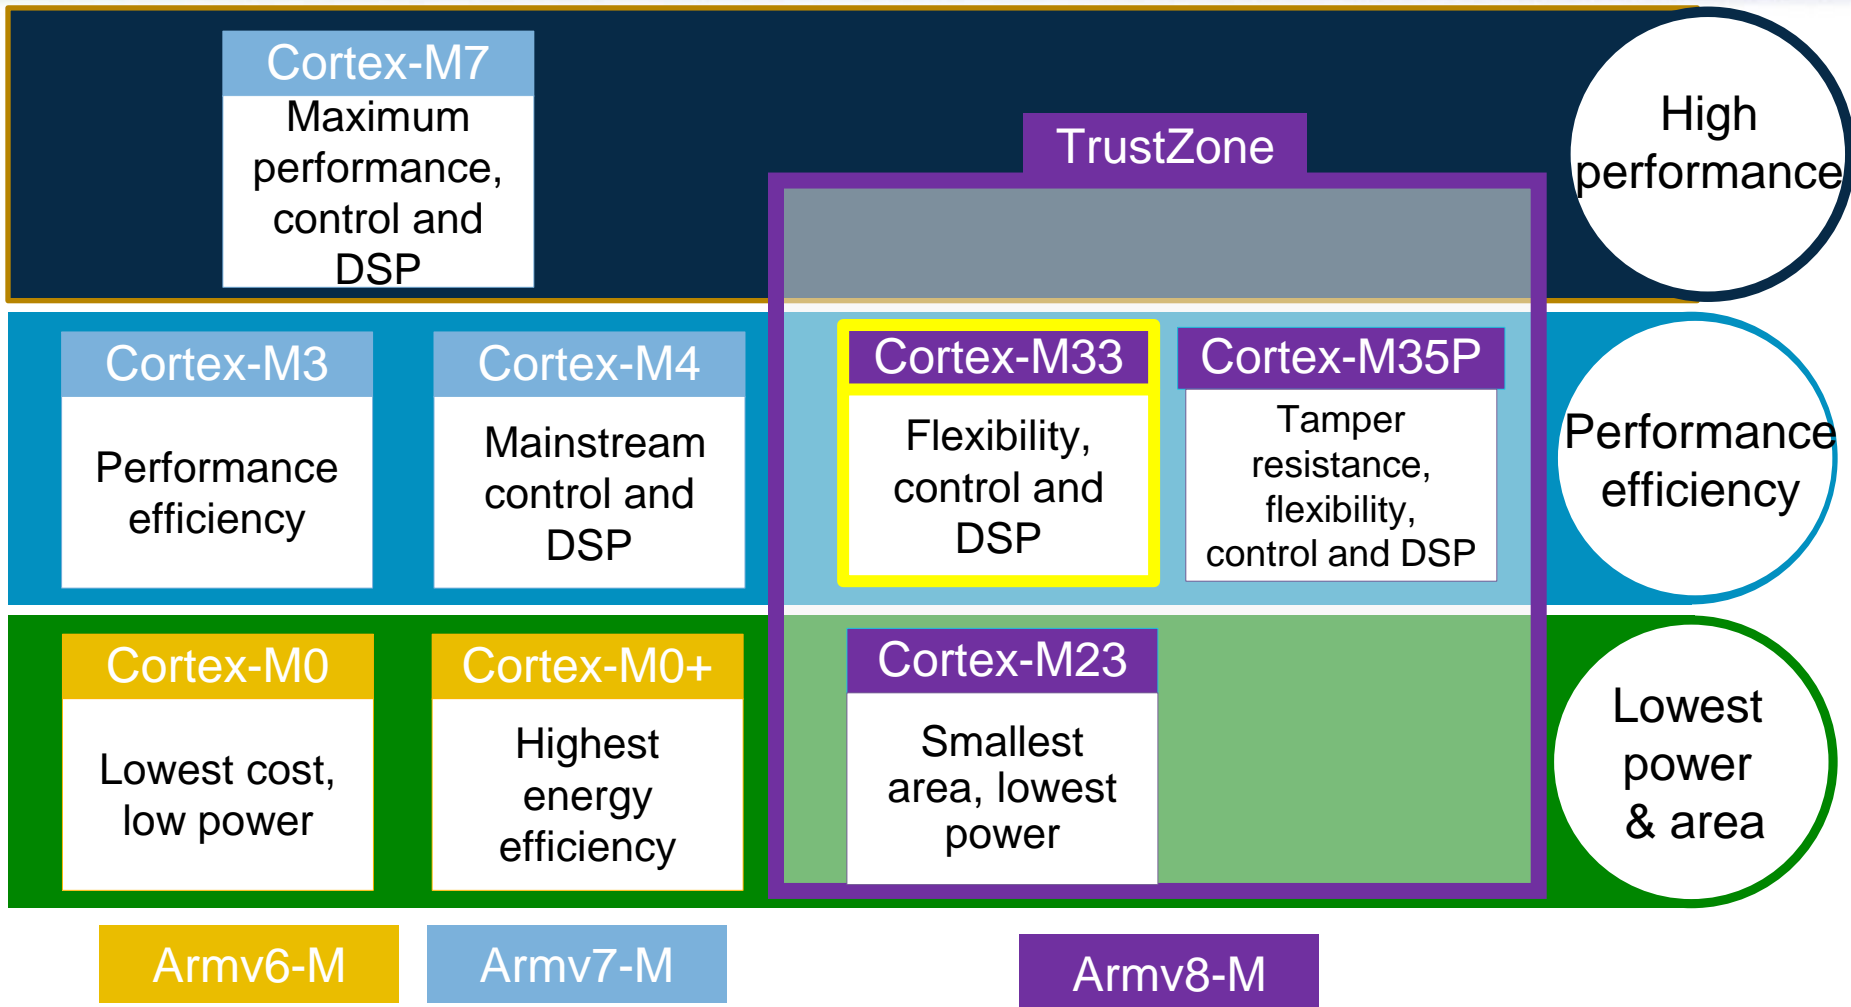 Cortex-M7
Maximum
performance,
control and
DSP
TrustZone
High
performance
Cortex-M3
Performance
efficiency
Cortex-M4
Mainstream
control and
DSP
Cortex-M33
Flexibility,
control and
DSP
Cortex-M35P
Tamper
resistance,
flexibility,
control and DSP
Performance
efficiency
Cortex-M0
Lowest cost,
low power
Cortex-M0+
Highest
energy
efficiency
Cortex-M23
Smallest
area, lowest
power
Lowest
power
& area
Armv6-M
Armv7-M
Armv8-M